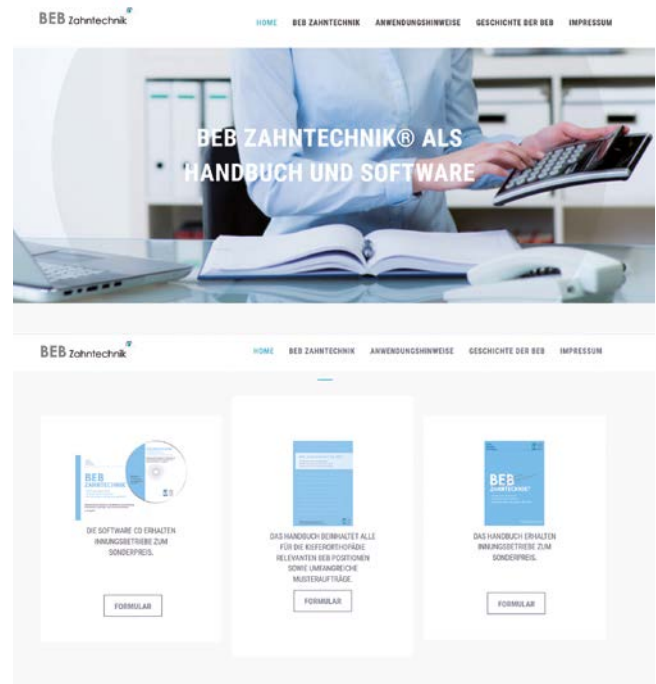 BEB Zahntechnik
HOME BEB ZAHNTECHNIK ANWENDUNGSHINWEISE GESCHICHTE DER BEB IMPRESSUM
BEB ZAHNTECHNIK® ALS
HANDBUCH UND SOFTWARE
BEB Zahntechnik
HOME BEB ZAHNTECHNIK ANWENDUNGSHINWEISE GESCHICHTE DER BEB IMPRESSUM
BEB
ZAHNTECHNIK
DIE SOFTWARE CD ERHALTEN
INNUNGSBETRIEBE ZUM
SONDERPREIS.
FORMULAR
DAS HANDBUCH BEINHALTET ALLE
FÜR DIE KIEFERORTHOPÄDIE
RELEVANTEN BEB POSITIONEN
SOWIE UMFANGREICHE
MUSTERAUFTRÄGE.
FORMULAR
BEB
ZAHNTECHNIK®
DAS HANDBUCH ERHALTEN
INNUNGSBETRIEBE ZUM
SONDERPREIS.
FORMULAR